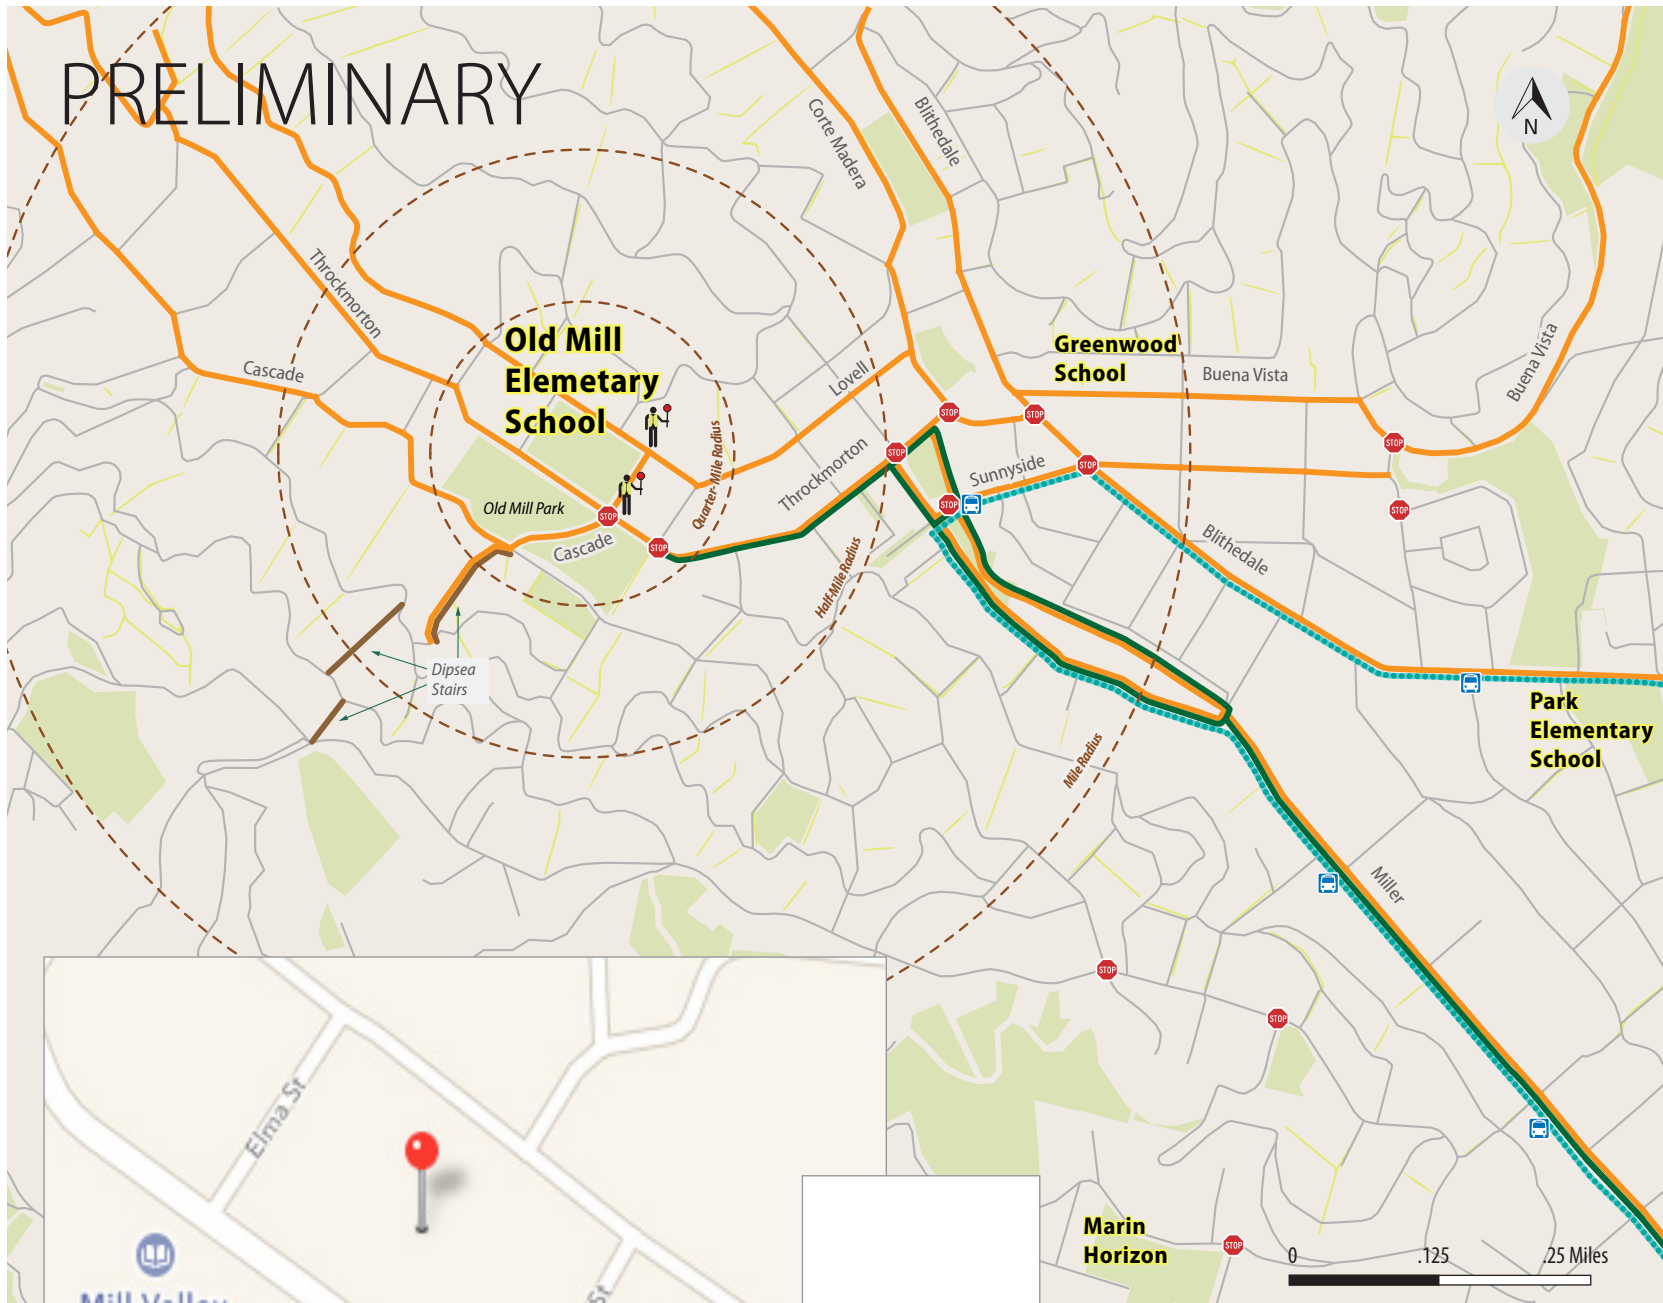 PRELIMINARY
N
Corte Madera
Blithedale
Throckmorton
Cascade
Old Mill
Elemetary
School
Greenwood
School
Buena Vista
Buena Vista
Lovell
Quarter-Mile Radius
Throckmorton
Sunnyside
Old Mill Park
Cascade
Half-Mile Radius
Blithedale
Dipsea
Stairs
Mile Radius
Park
Elementary
School
Miller
STOP
STOP
STOP
STOP
STOP
STOP
STOP
STOP
STOP
STOP
STOP
STOP
Elma St
St
Mill Valley
Marin
Horizon
0 .125 .25 Miles